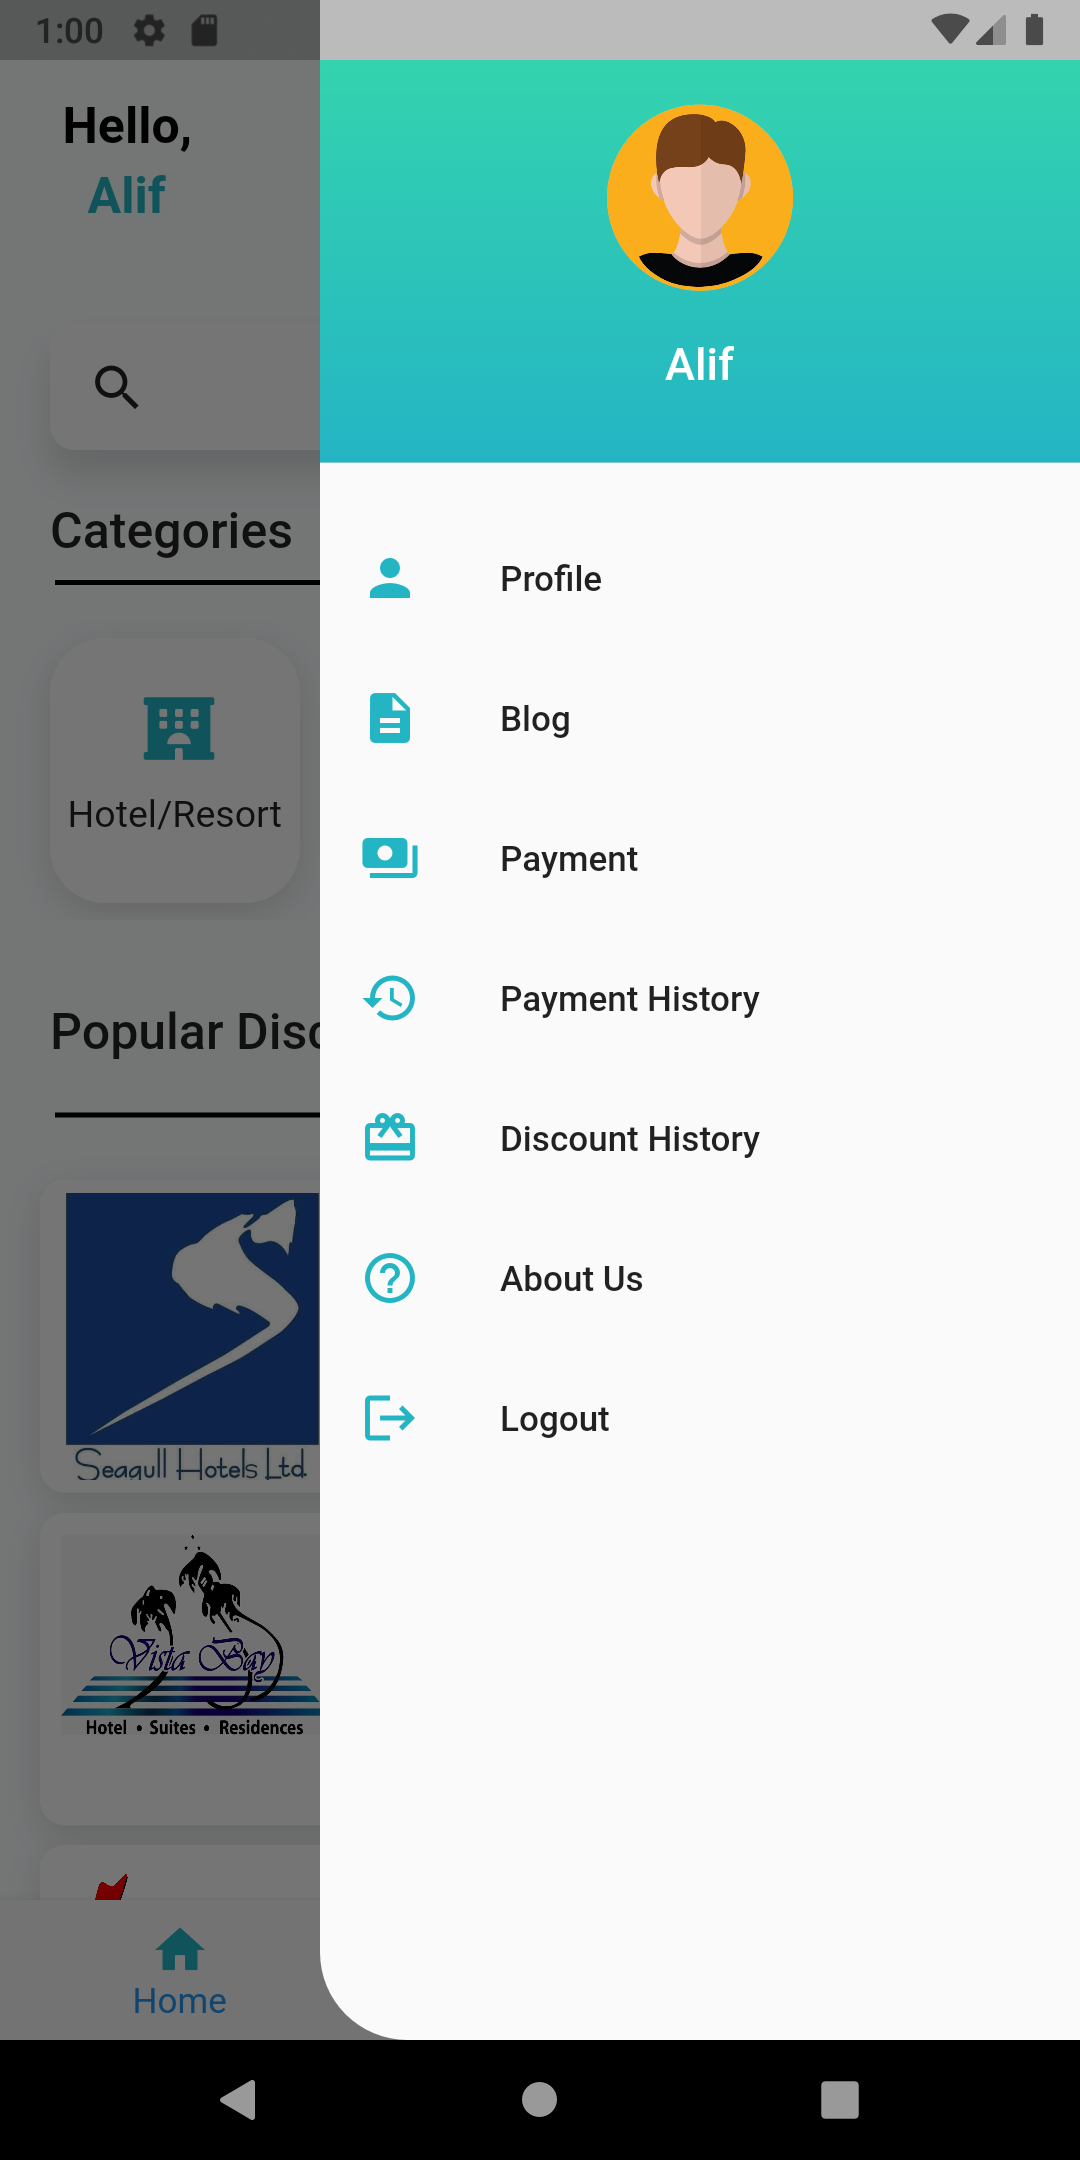 1:00
Hello,
Alif
Categories
Hotel/Resort
Popular Disc
Seagull Hotels Ltd.
Vista Bay
Hotel • Suites • Residences
Home
Alif
Profile
Blog
Payment
Payment History
Discount History
About Us
Logout